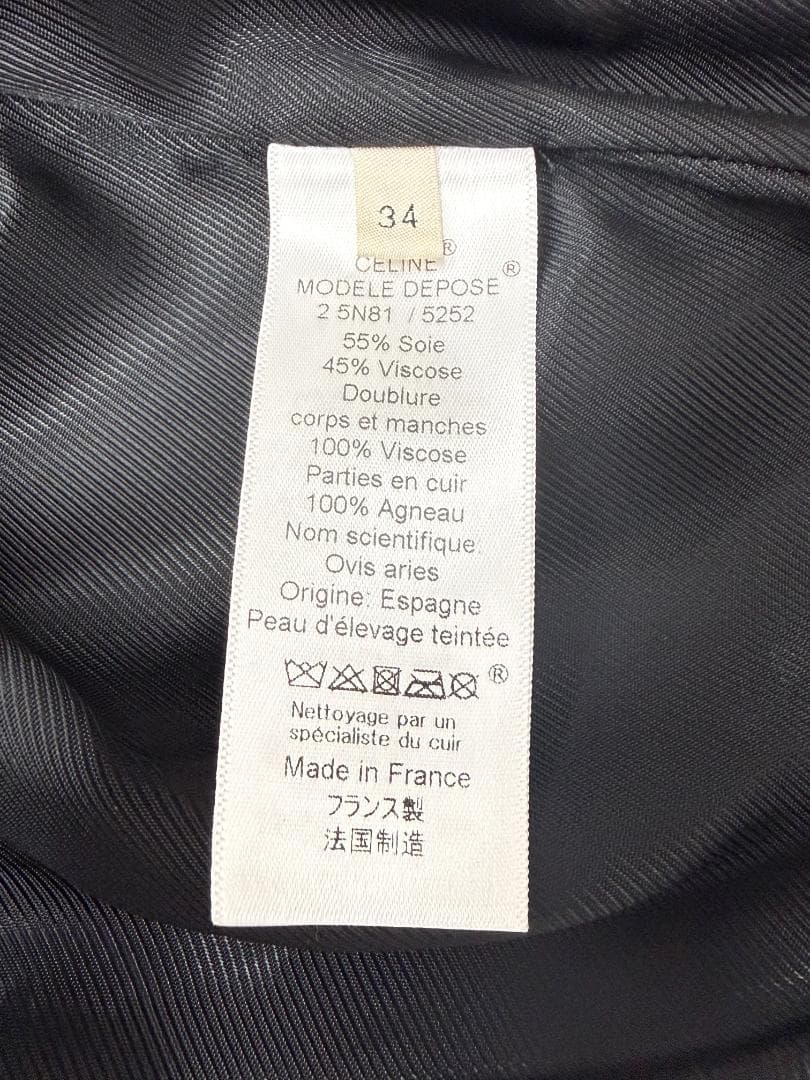 34
CELINE®
MODELE DEPOSE®
2 5N81 / 5252
55% Soie
45% Viscose
Doublure
corps et manches
100% Viscose
Parties en cuir
100% Agneau
Nom scientifique:
Ovis aries
Origine: Espagne
Peau d'élevage teintée
®
Nettoyage par un
spécialiste du cuir
Made in France
フランス製
法国制造